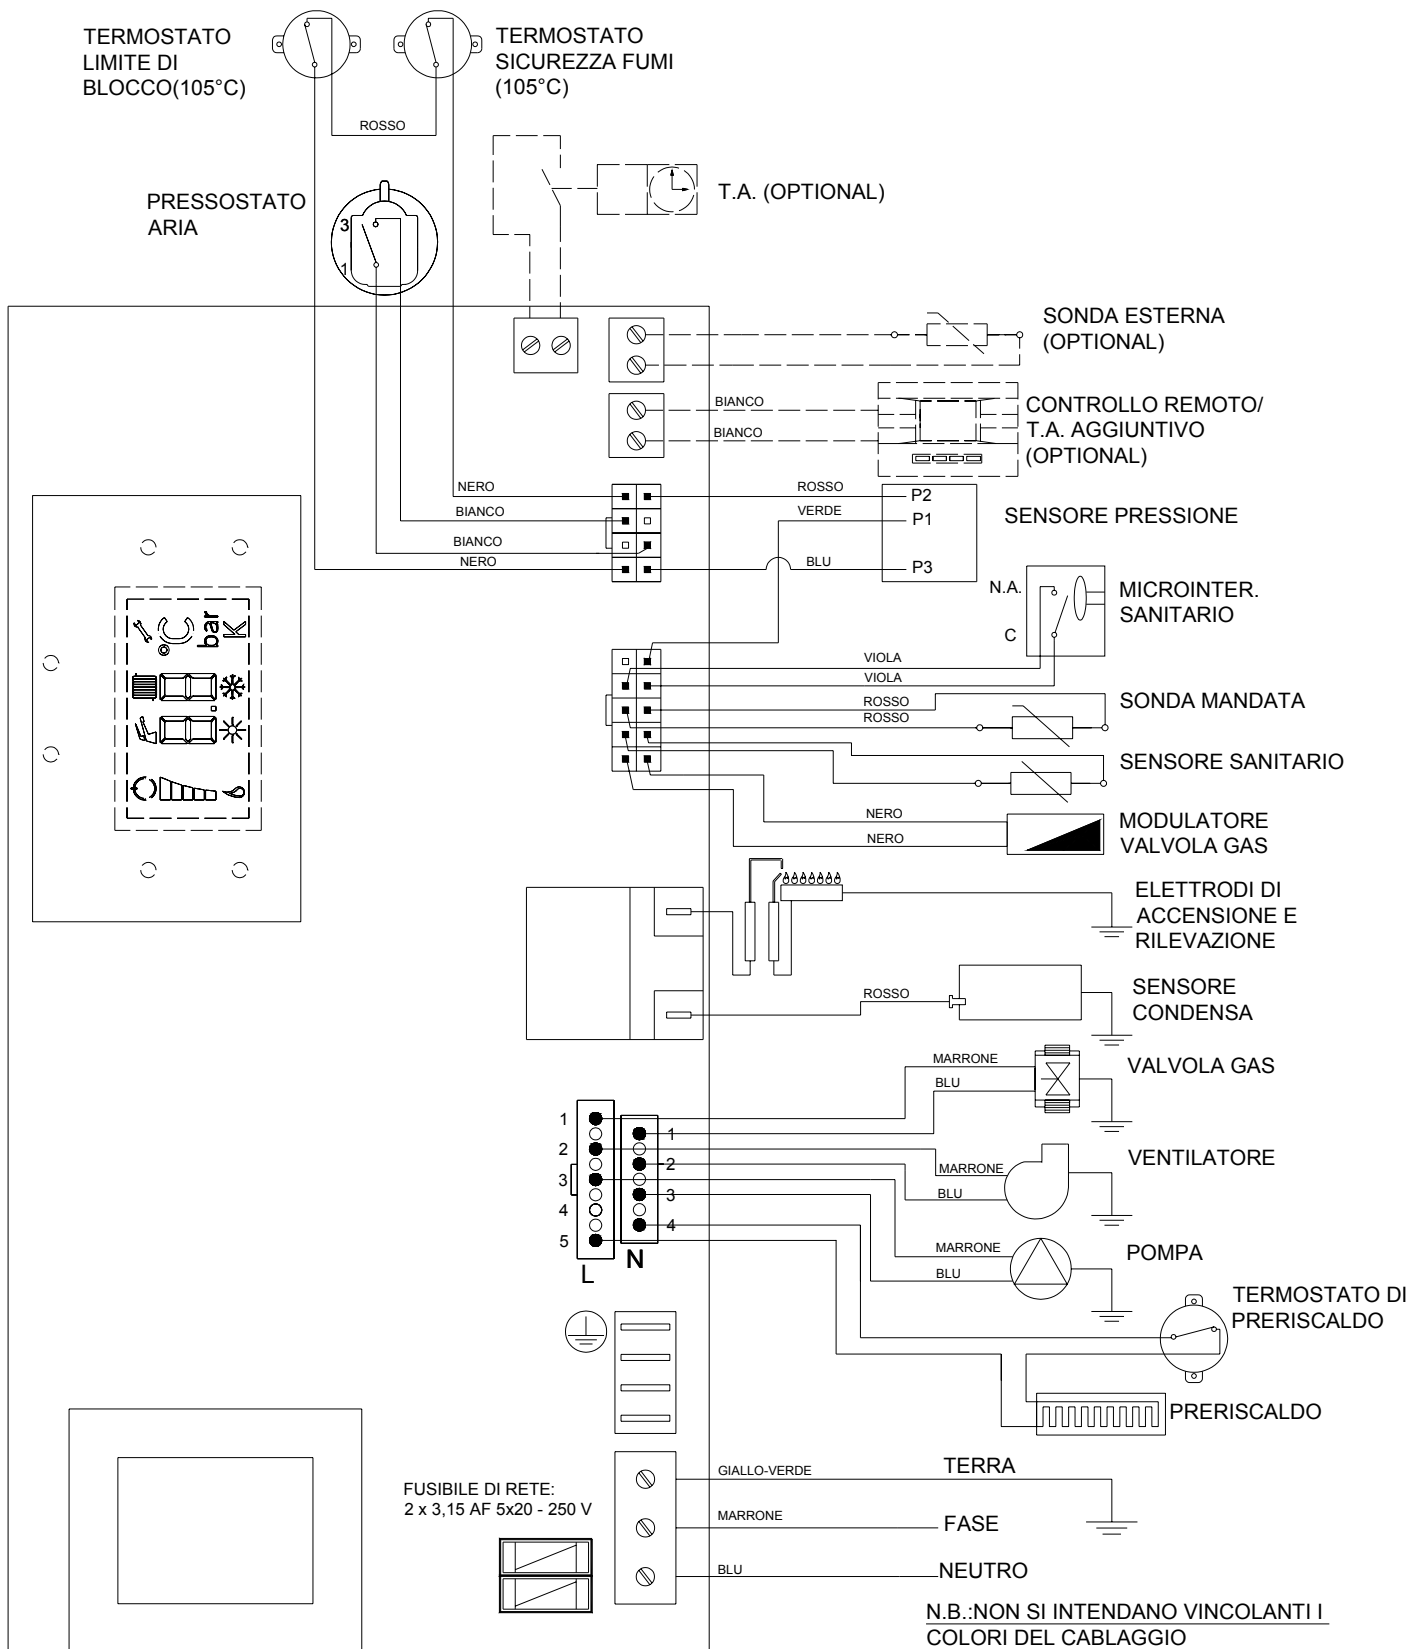 TERMOSTATO
LIMITE DI
BLOCCO(105°C)
TERMOSTATO
SICUREZZA FUMI
(105°C)
ROSSO
PRESSOSTATO
ARIA
3
1
T.A. (OPTIONAL)
SONDA ESTERNA
(OPTIONAL)
BIANCO
BIANCO
CONTROLLO REMOTO/
T.A. AGGIUNTIVO
(OPTIONAL)
NERO
BIANCO
BIANCO
NERO
ROSSO
VERDE
BLU
P2
P1
P3
SENSORE PRESSIONE
N.A.
C
MICROINTER.
SANITARIO
VIOLA
VIOLA
ROSSO
ROSSO
SONDA MANDATA
SENSORE SANITARIO
NERO
NERO
MODULATORE
VALVOLA GAS
°C
bar
K
ELETTRODI DI
ACCENSIONE E
RILEVAZIONE
ROSSO
SENSORE
CONDENSA
MARRONE
BLU
VALVOLA GAS
1
2
3
4
5
L
1
2
3
4
N
MARRONE
BLU
VENTILATORE
MARRONE
BLU
POMPA
TERMOSTATO DI
PRERISCALDO
PRERISCALDO
FUSIBILE DI RETE:
2 x 3,15 AF 5x20 - 250 V
GIALLO-VERDE
TERRA
MARRONE
FASE
BLU
NEUTRO
N.B.:NON SI INTENDANO VINCOLANTI I
COLORI DEL CABLAGGIO